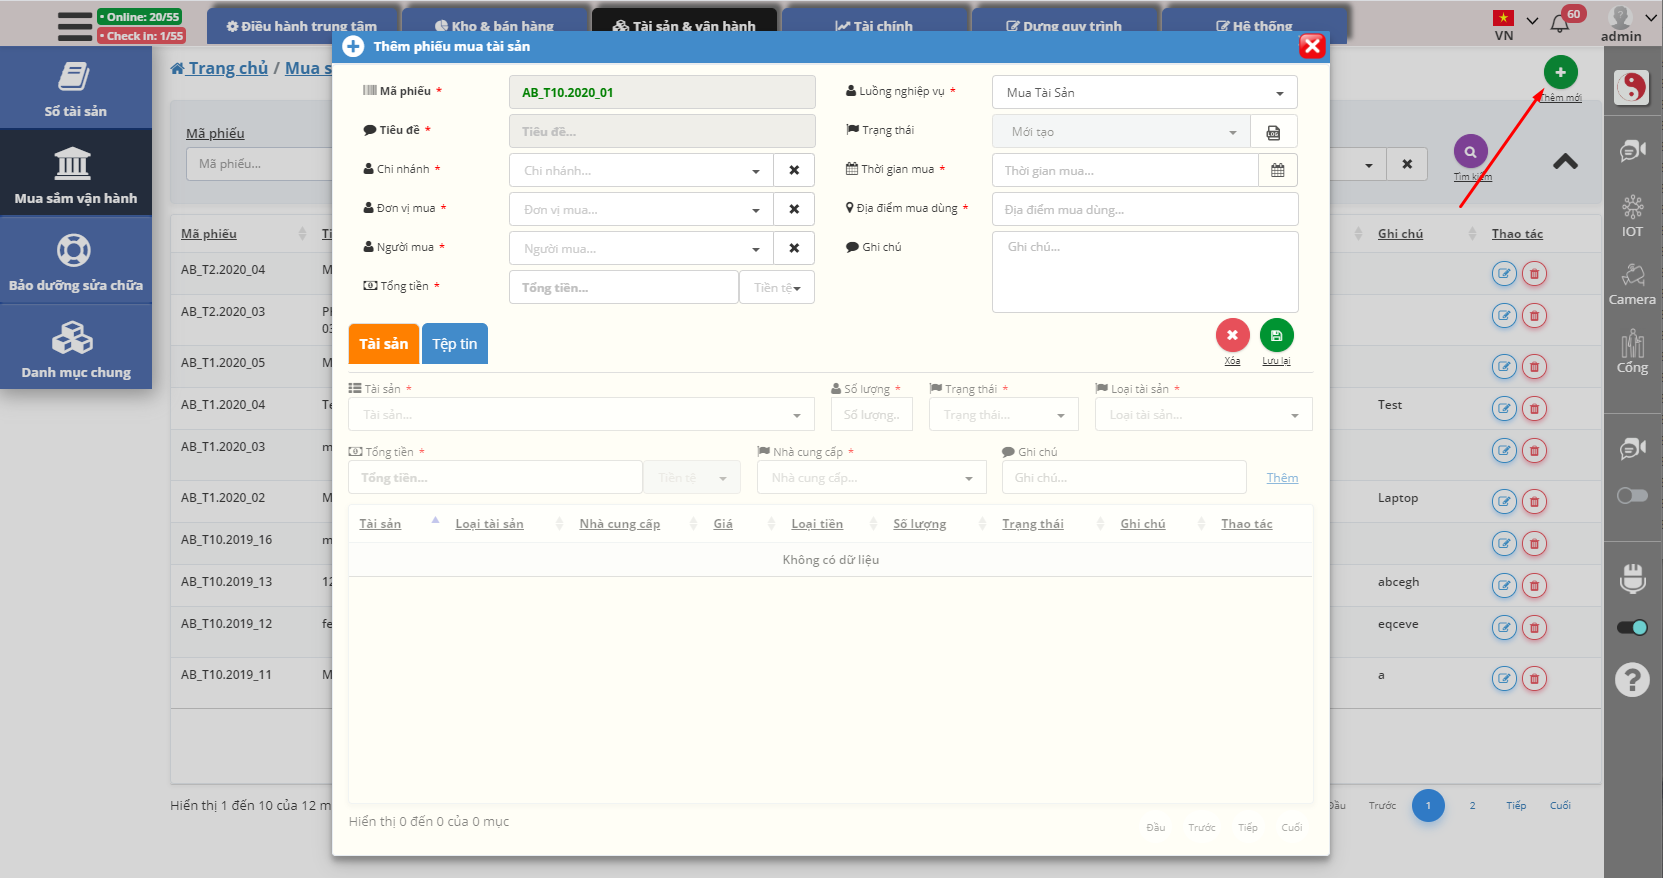 Online: 20/55
Check in: 1/55
Điều hành trung tâm
Kho & bán hàng
Tài sản & vận hành
Tài chính
Dựng quy trình
Hệ thống
VN
60
admin
Thêm phiếu mua tài sản
Sổ tài sản
Mua sắm vận hành
Bảo dưỡng sửa chữa
Danh mục chung
Trang chủ / Mua s
Thêm mới
Mã phiếu
Mã phiếu...
Tìm kiếm
Mã phiếu
Ghi chú
Thao tác
AB_T2.2020_04
AB_T2.2020_03
AB_T1.2020_05
AB_T1.2020_04
Test
AB_T1.2020_03
AB_T1.2020_02
Laptop
AB_T10.2019_16
AB_T10.2019_13
abcegh
AB_T10.2019_12
eqceve
AB_T10.2019_11
a
Hiển thị 1 đến 10 của 12 m
Trước
1
2
Tiếp
Cuối
Mã phiếu *
AB_T10.2020_01
Luồng nghiệp vụ *
Mua Tài Sản
Tiêu đề *
Tiêu đề...
Trạng thái
Mới tạo
Chi nhánh *
Chi nhánh...
Thời gian mua *
Thời gian mua...
Đơn vị mua *
Đơn vị mua...
Địa điểm mua dùng *
Địa điểm mua dùng...
Người mua *
Người mua...
Ghi chú
Ghi chú...
Tổng tiền *
Tổng tiền...
Tiền tệ
Tài sản
Tệp tin
Xóa
Lưu lại
Tài sản *
Số lượng *
Trạng thái *
Loại tài sản *
Tài sản...
Số lượng..
Trạng thái...
Loại tài sản...
Tổng tiền *
Nhà cung cấp *
Ghi chú
Tổng tiền...
Tiền tệ
Nhà cung cấp...
Ghi chú...
Thêm
Tài sản
Loại tài sản
Nhà cung cấp
Giá
Loại tiền
Số lượng
Trạng thái
Ghi chú
Thao tác
Không có dữ liệu
Hiển thị 0 đến 0 của 0 mục
Đầu
Trước
Tiếp
Cuối
IOT
Camera
Cổng